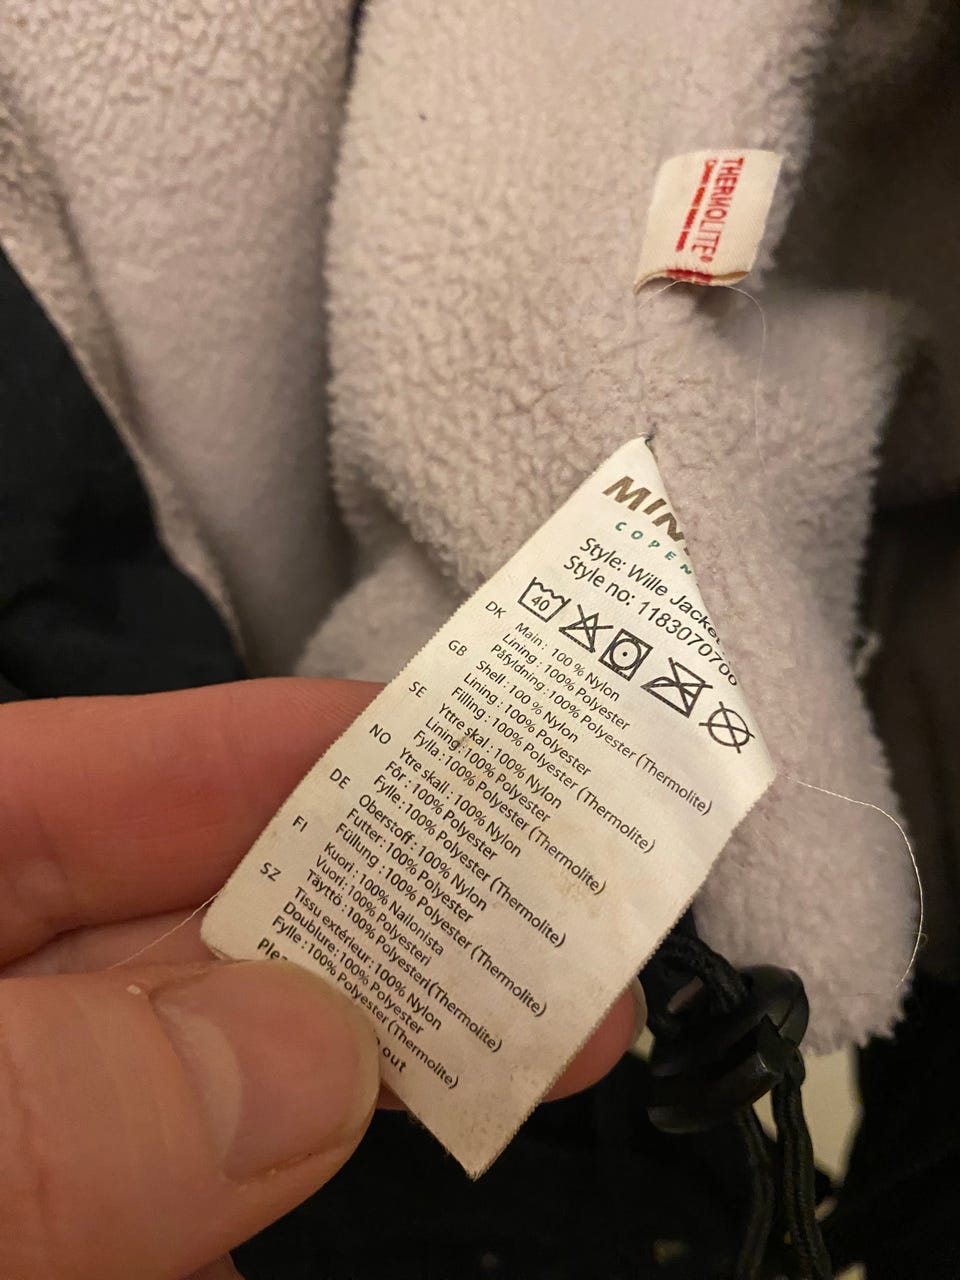 THERMOLITE®
MIN
COPEN
Style: Wille Jacket
Style no: 1183070700
40
DK Main: 100 % Nylon
Lining : 100% Polyester
Påfyldning :100% Polyester (Thermolite)
GB Shell : 100 % Nylon
Lining : 100% Polyester
Filling : 100% Polyester (Thermolite)
SE Yttre skal : 100% Nylon
Lining :100% Polyester
Fylla :100% Polyester (Thermolite)
NO Ytre skall : 100% Nylon
Fôr : 100% Polyester
Fylle :100% Polyester (Thermolite)
DE Oberstoff : 100% Nylon
Futter:100% Polyester
Füllung : 100% Polyester (Thermolite)
FI Kuori : 100% Nailonista
Vuori:100% Polyesteri
Täyttö :100% Polyesteri(Thermolite)
SZ Tissu extérieur: 100% Nylon
Doublure:100% Polyester
Fylle :100% Polyester (Thermolite)
Plea
out